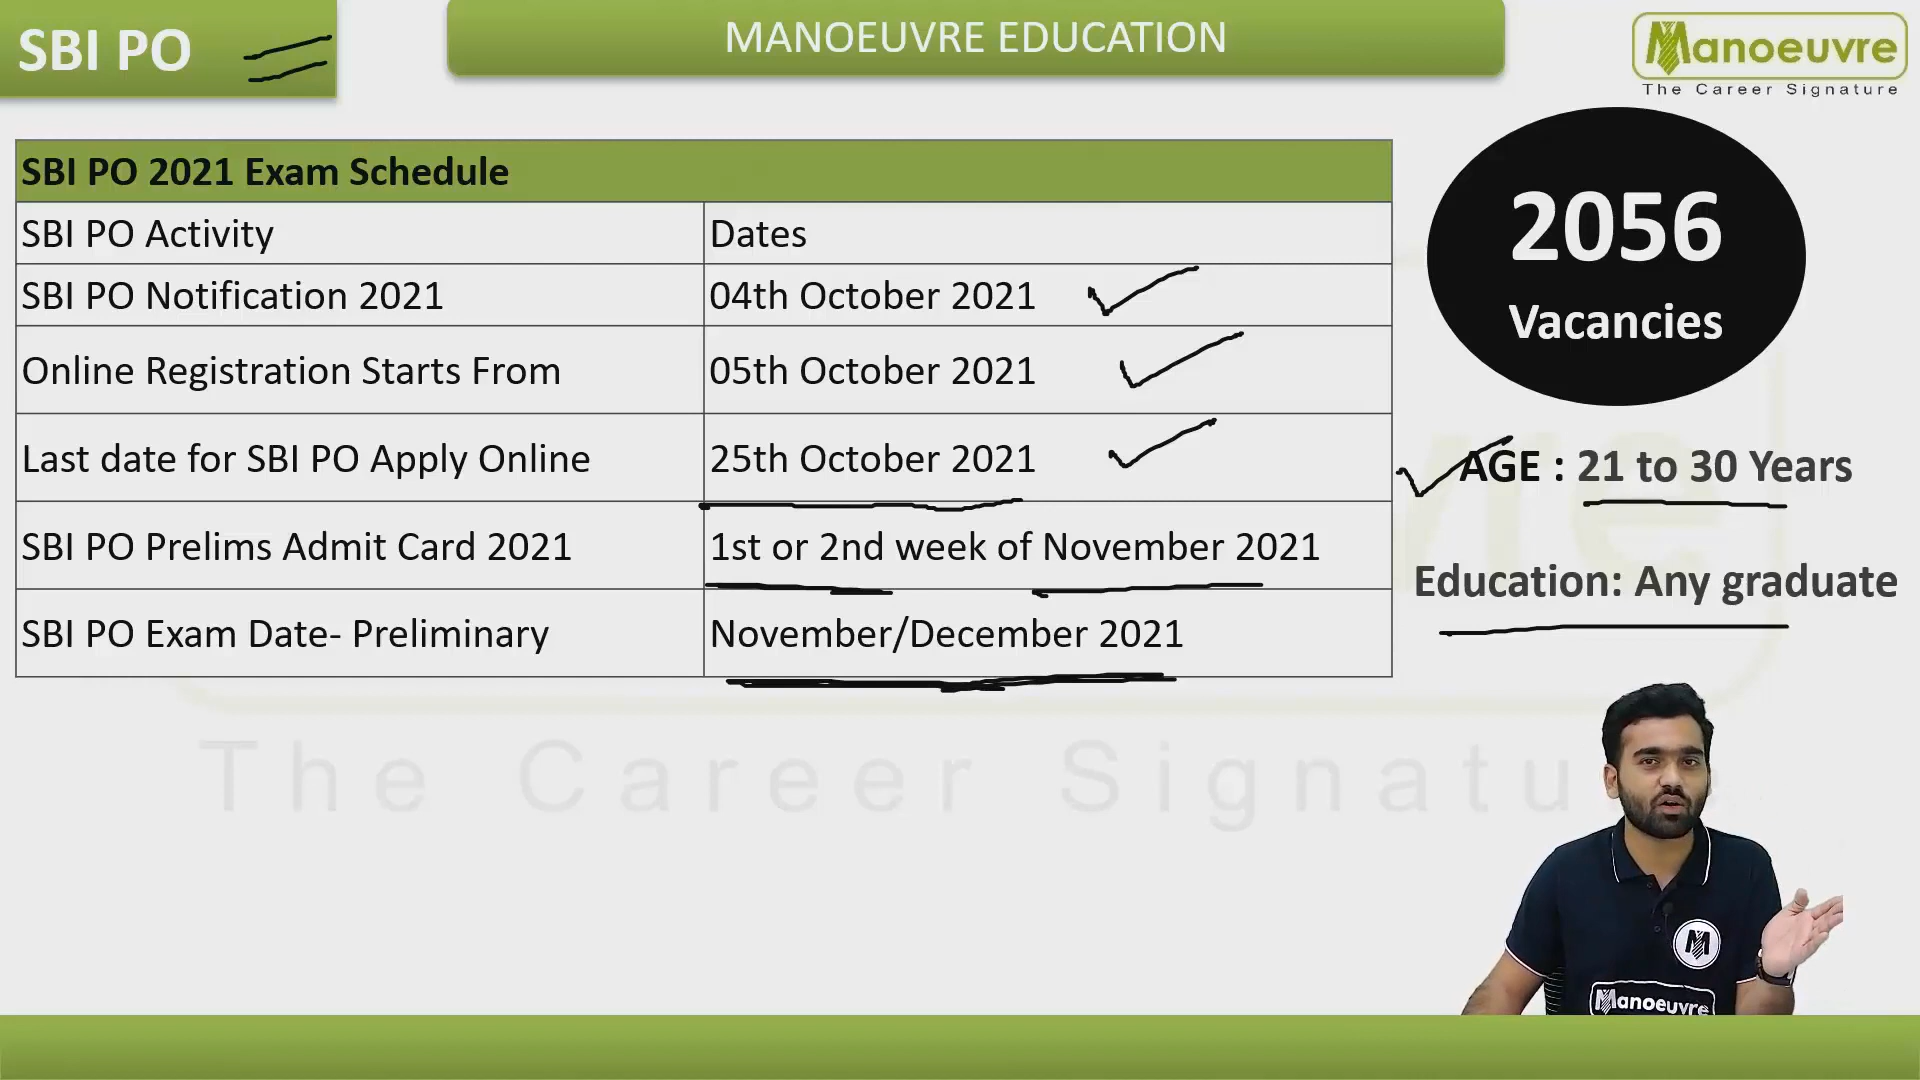 SBI PO
MANOEUVRE EDUCATION
Manoeuvre
The Career Signature
SBI PO 2021 Exam Schedule
SBI PO Activity Dates
SBI PO Notification 2021 04th October 2021
Online Registration Starts From 05th October 2021
Last date for SBI PO Apply Online 25th October 2021
SBI PO Prelims Admit Card 2021 1st or 2nd week of November 2021
SBI PO Exam Date- Preliminary November/December 2021
2056
Vacancies
AGE : 21 to 30 Years
Education: Any graduate
The Career Signatu
M
Manoeuvre